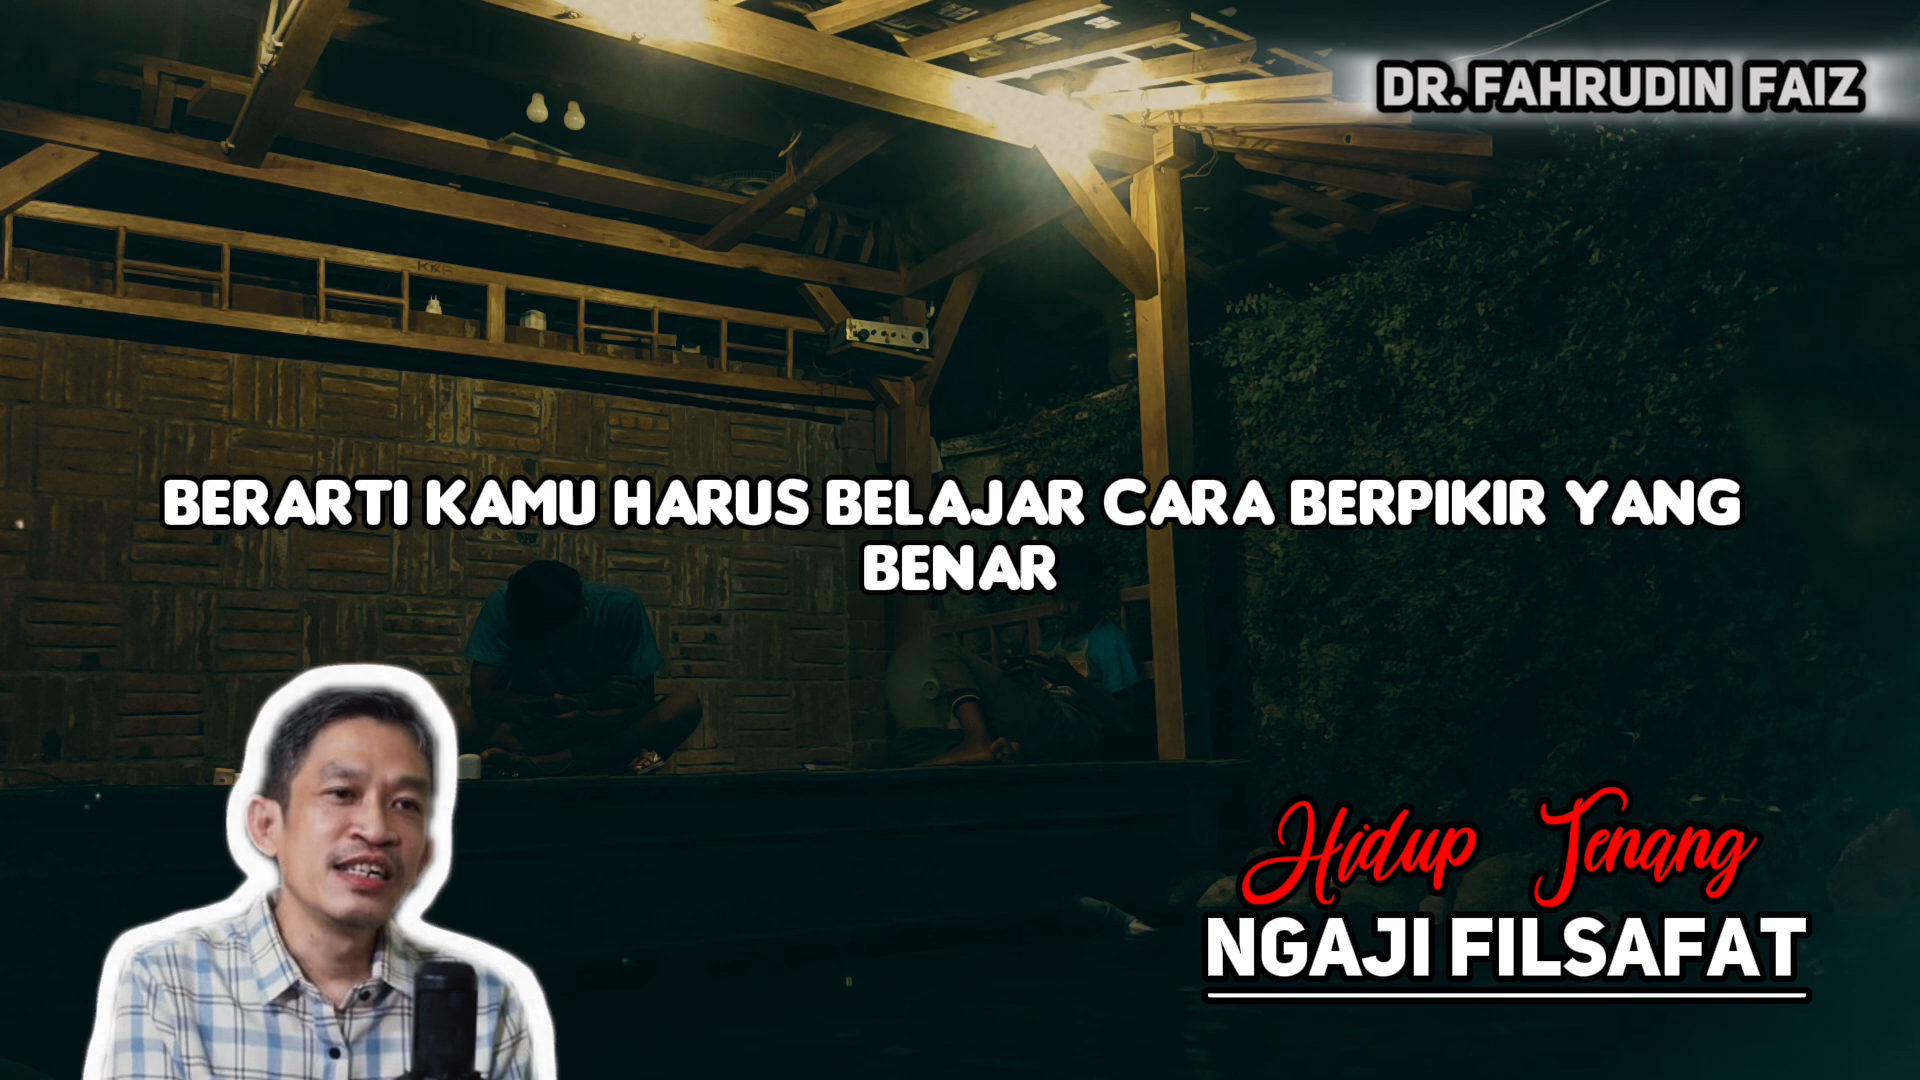 DR. FAHRUDIN FAIZ
BERARTI KAMU HARUS BELAJAR CARA BERPIKIR YANG
BENAR
Hidup Tenang
NGAJI FILSAFAT